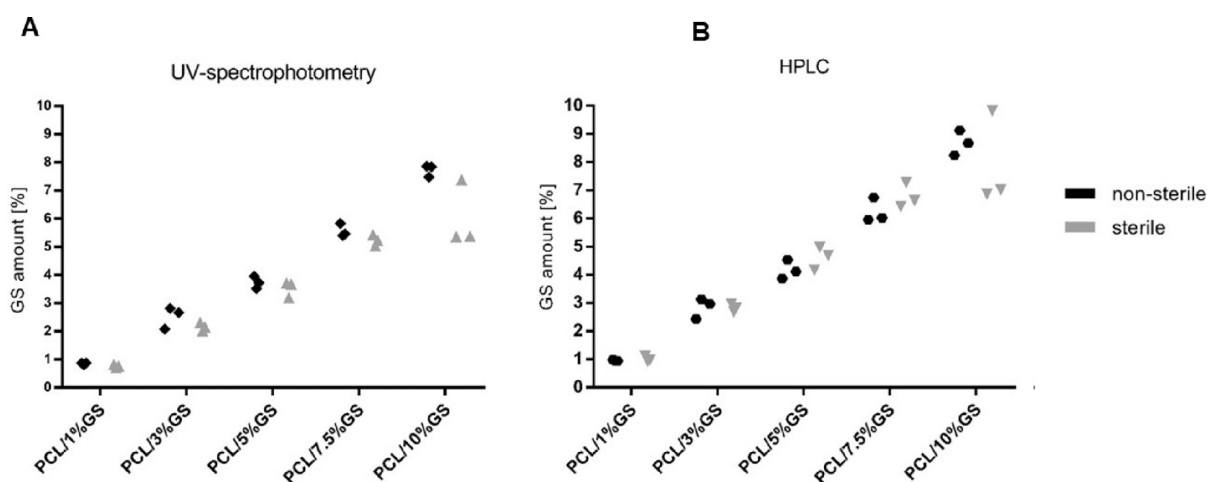 A
UV-spectrophotometry
GS amount [%]
10
9
8
7
6
5
4
3
2
1
0
PCL/1%GS
PCL/3%GS
PCL/5%GS
PCL/7.5%GS
PCL/10%GS
B
HPLC
GS amount [%]
10
9
8
7
6
5
4
3
2
1
0
PCL/1%GS
PCL/3%GS
PCL/5%GS
PCL/7.5%GS
PCL/10%GS
non-sterile
sterile